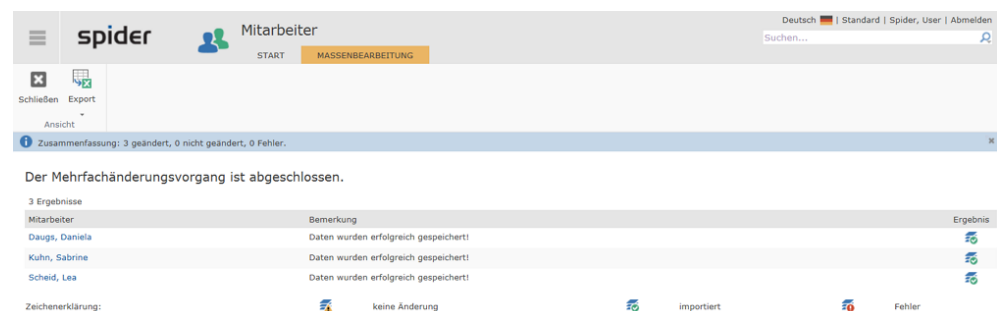 Deutsch | Standard | Spider, User | Abmelden
spider
Mitarbeiter
Suchen...
START MASSENBEARBEITUNG
Schließen Export
Ansicht
Zusammenfassung: 3 geändert, 0 nicht geändert, 0 Fehler.
Der Mehrfachänderungsvorgang ist abgeschlossen.
3 Ergebnisse
Mitarbeiter Bemerkung Ergebnis
Daugs, Daniela Daten wurden erfolgreich gespeichert!
Kuhn, Sabrine Daten wurden erfolgreich gespeichert!
Scheid, Lea Daten wurden erfolgreich gespeichert!
Zeichenerklärung: keine Änderung importiert Fehler